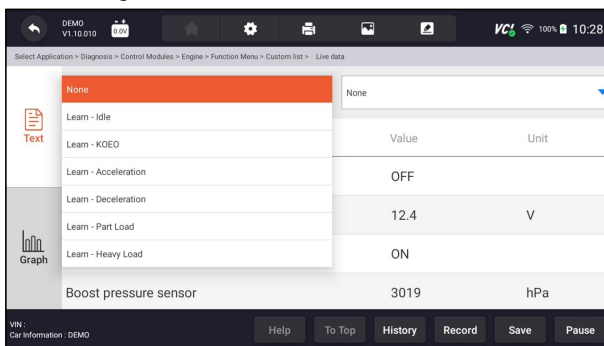 DEMO
V1.10.010
0.0V
VCI
100%
10:28
Select Applica ation > Diagnosis > Control Modules > Engine > Function Menu > Custom list > Live data
Text
Graph
None
Learn - Idle
Learn - KOEO
Learn - Acceleration
Learn - Deceleration
Learn - Part Load
Learn - Heavy Load
None
Value Unit
OFF
12.4 V
ON
Boost pressure sensor 3019 hPa
VIN :
Car Information : DEMO
Help To Top History Record Save Pause